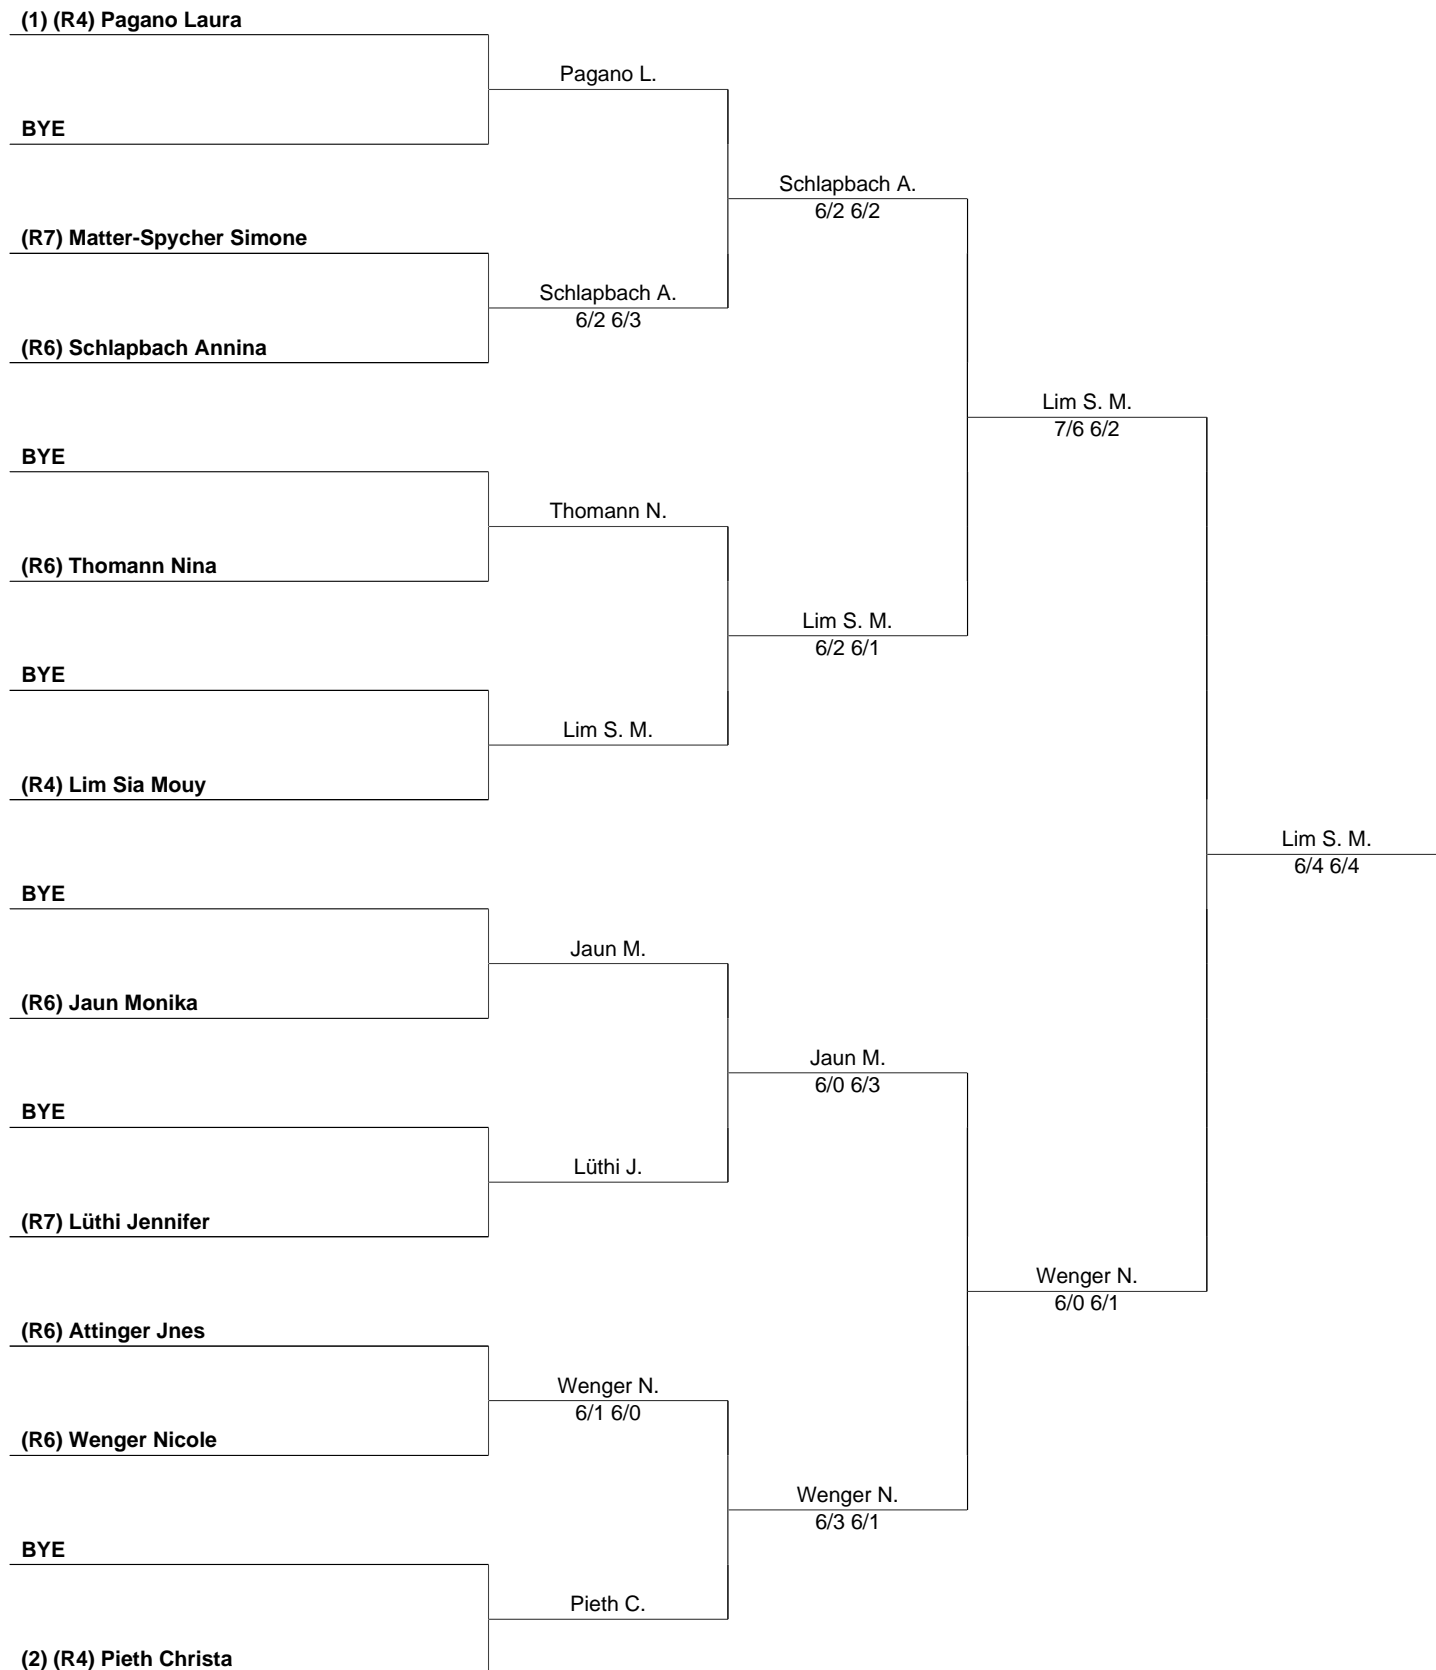 (1) (R4) Pagano Laura
Pagano L.
BYE
Schlapbach A.
6/2 6/2
(R7) Matter-Spycher Simone
Schlapbach A.
6/2 6/3
(R6) Schlapbach Annina
Lim S. M.
7/6 6/2
BYE
Thomann N.
(R6) Thomann Nina
Lim S. M.
6/2 6/1
BYE
Lim S. M.
(R4) Lim Sia Mouy
Lim S. M.
6/4 6/4
BYE
Jaun M.
(R6) Jaun Monika
Jaun M.
6/0 6/3
BYE
Lüthi J.
(R7) Lüthi Jennifer
Wenger N.
6/0 6/1
(R6) Attinger Jnes
Wenger N.
6/1 6/0
(R6) Wenger Nicole
Wenger N.
6/3 6/1
BYE
Pieth C.
(2) (R4) Pieth Christa